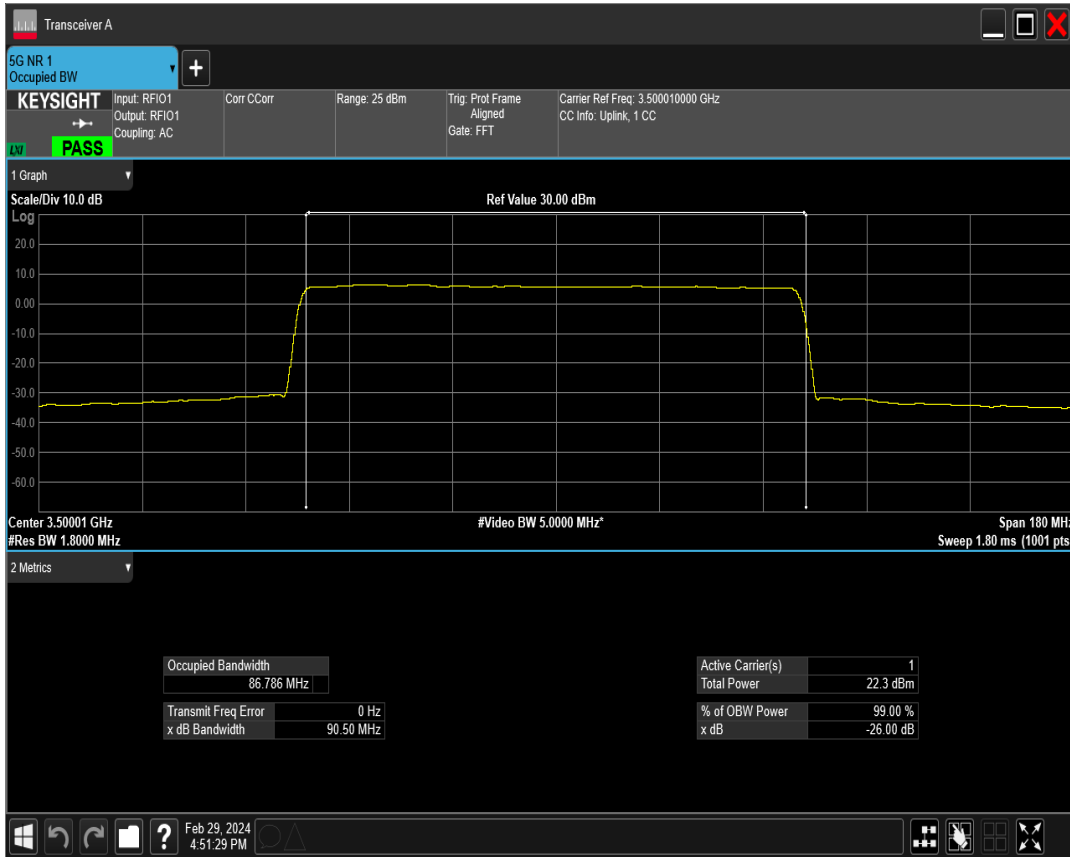 Transceiver A
5G NR 1
Occupied BW
KEYSIGHT
LXI
PASS
Input: RFIO1
Output: RFIO1
Coupling: AC
Corr CCorr
Range: 25 dBm
Trig: Prot Frame
Aligned
Gate: FFT
Carrier Ref Freq: 3.500010000 GHz
CC Info: Uplink, 1 CC
1 Graph
Scale/Div 10.0 dB
Ref Value 30.00 dBm
Log
20.0
10.0
0.00
-10.0
-20.0
-30.0
-40.0
-50.0
-60.0
Center 3.50001 GHz
#Video BW 5.0000 MHz*
Span 180 MHz
#Res BW 1.8000 MHz
Sweep 1.80 ms (1001 pts
2 Metrics
Occupied Bandwidth
86.786 MHz
Transmit Freq Error 0 Hz
x dB Bandwidth 90.50 MHz
Active Carrier(s) 1
Total Power 22.3 dBm
% of OBW Power 99.00 %
x dB -26.00 dB
?
Feb 29, 2024
4:51:29 PM